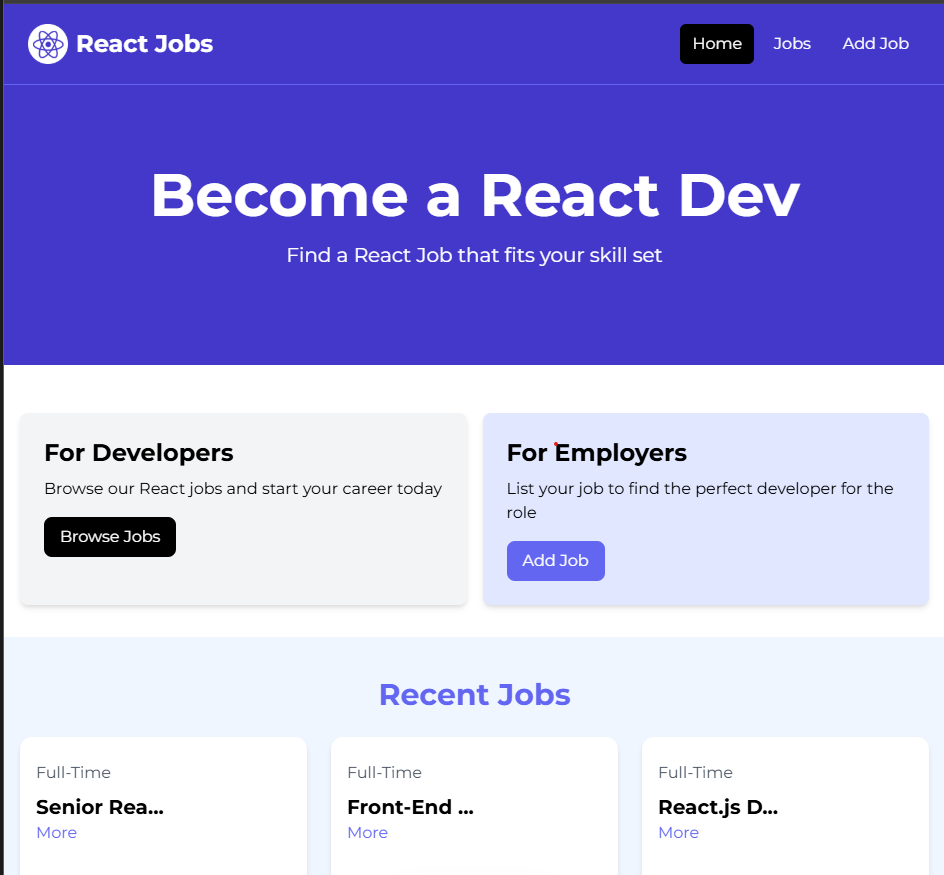 React Jobs
Home
Jobs
Add Job
Become a React Dev
Find a React Job that fits your skill set
For Developers
Browse our React jobs and start your career today
Browse Jobs
For Employers
List your job to find the perfect developer for the
role
Add Job
Recent Jobs
Full-Time
Senior Rea...
More
Full-Time
Front-End ...
More
Full-Time
React.js D...
More